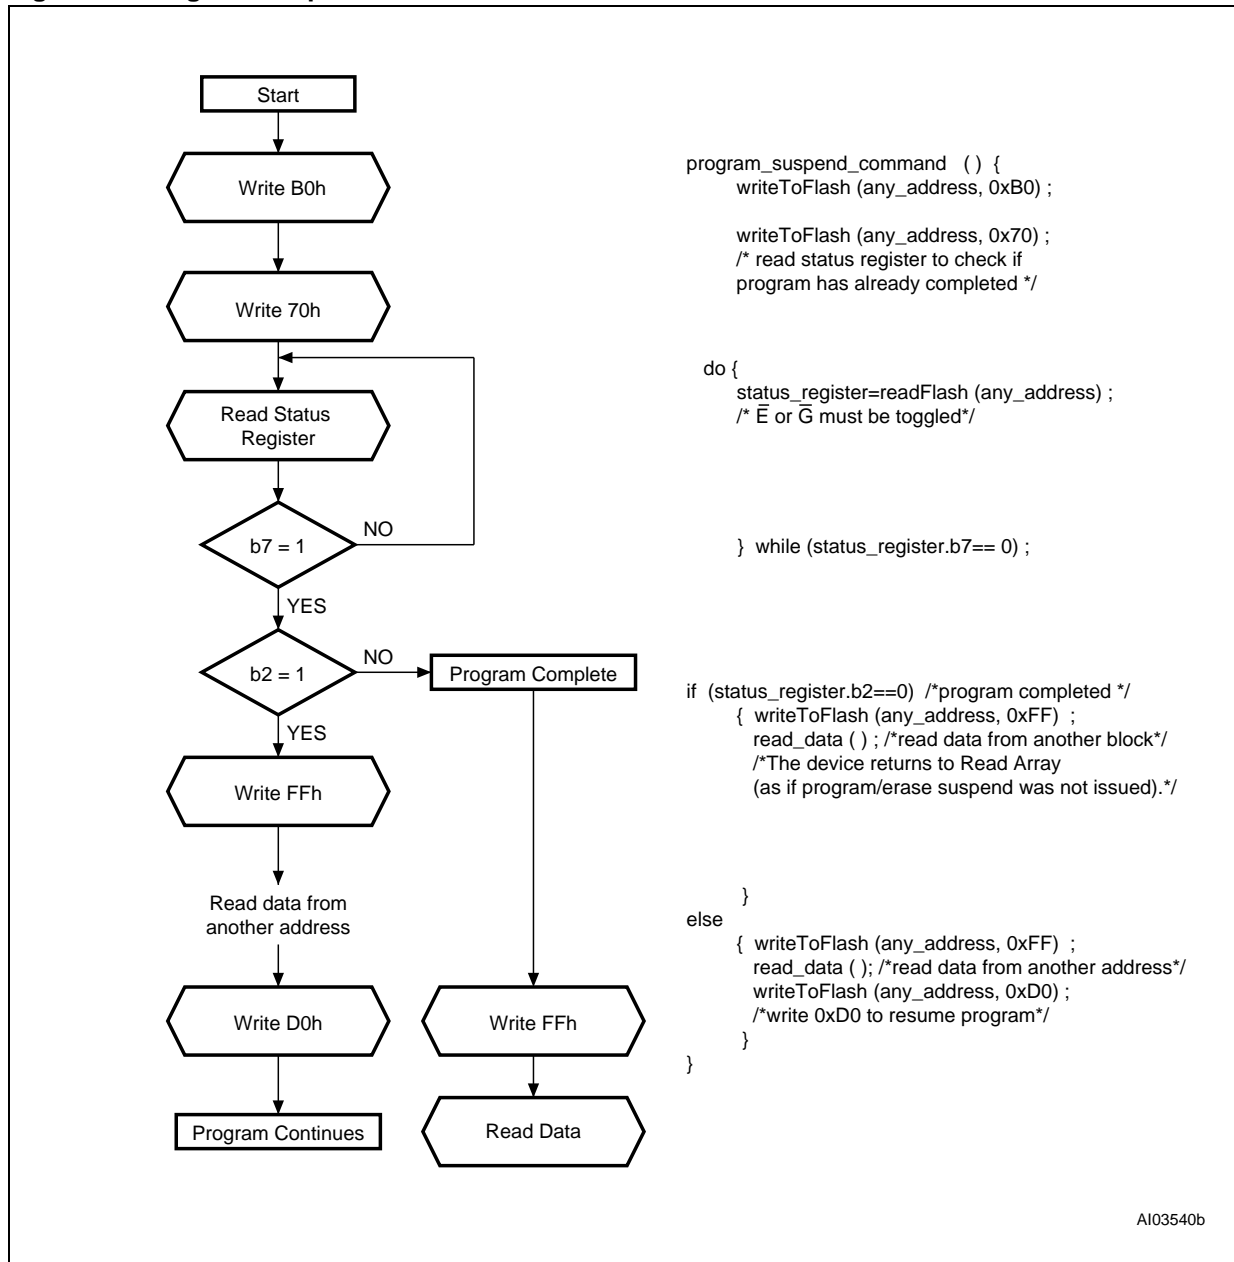 Start
Write B0h
Write 70h
Read Status
Register
NO
b7 = 1
YES
NO
b2 = 1
Program Complete
YES
Write FFh
Read data from
another address
Write D0h
Write FFh
Program Continues
Read Data
program_suspend_command ( ) {
writeToFlash (any_address, 0xB0) ;
writeToFlash (any_address, 0x70) ;
/* read status register to check if
program has already completed */
do {
status_register=readFlash (any_address) ;
/* E̅ or G̅ must be toggled*/
} while (status_register.b7== 0) ;
if (status_register.b2==0) /*program completed */
{ writeToFlash (any_address, 0xFF) ;
read_data ( ) ; /*read data from another block*/
/*The device returns to Read Array
(as if program/erase suspend was not issued).*/
}
else
{ writeToFlash (any_address, 0xFF) ;
read_data ( ); /*read data from another address*/
writeToFlash (any_address, 0xD0) ;
/*write 0xD0 to resume program*/
}
}
AI03540b